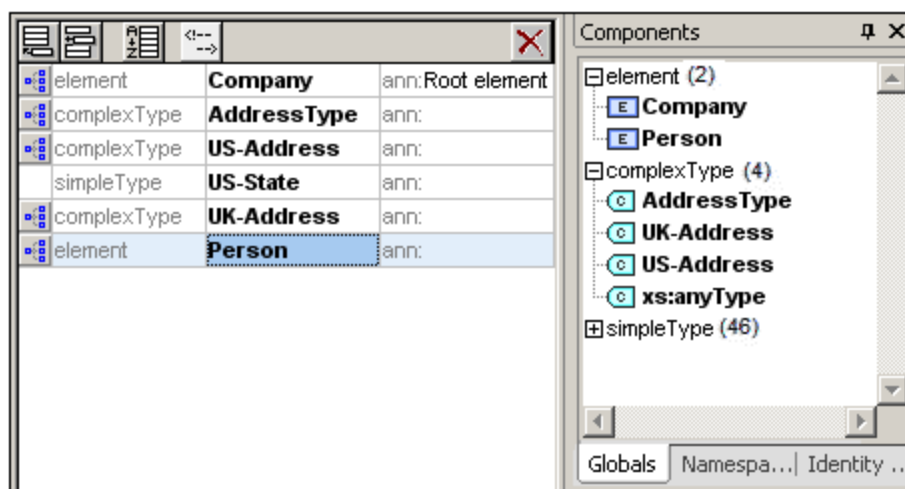 element Company ann:Root element
complexType AddressType ann:
complexType US-Address ann:
simpleType US-State ann:
complexType UK-Address ann:
element Person ann:
Components
element (2)
E Company
E Person
complexType (4)
C AddressType
C UK-Address
C US-Address
C xs:anyType
simpleType (46)
Globals Namespa... Identity ..